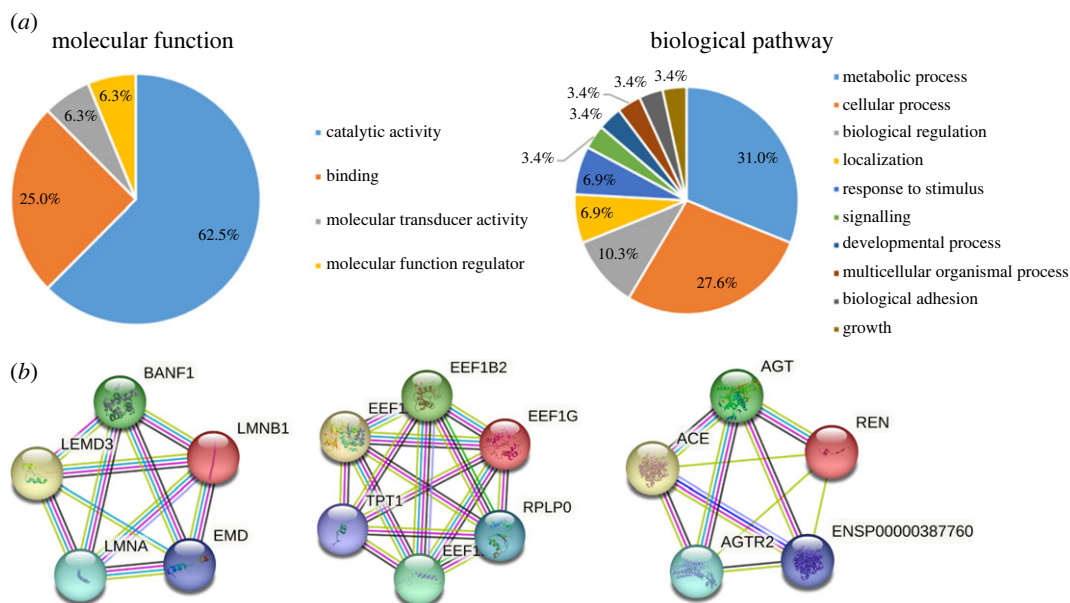 (a)
molecular function
6.3%
6.3%
25.0%
62.5%
catalytic activity
binding
molecular transducer activity
molecular function regulator
biological pathway
3.4%
3.4%
3.4%
3.4%
3.4%
6.9%
6.9%
10.3%
27.6%
31.0%
metabolic process
cellular process
biological regulation
localization
response to stimulus
signalling
developmental process
multicellular organismal process
biological adhesion
growth
(b)
BANF1
LMNB1
LEMD3
LMNA
EMD
EEF1B2
EEF1
EEF1G
TPT1
RPLP0
EEF1
AGT
REN
ACE
ENSP00000387760
AGTR2